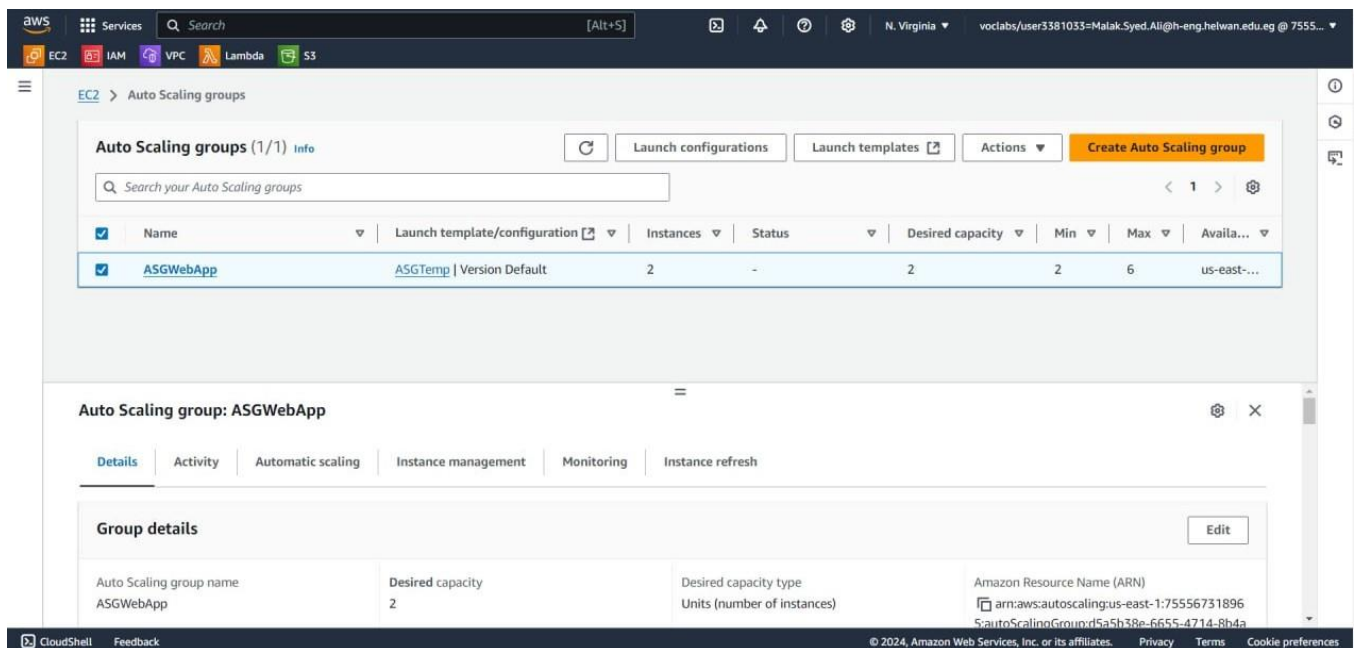 aws Services Search [Alt+S] N. Virginia voclabs/user3381033=Malak.Syed.Ali@h-eng.helwan.edu.eg @ 7555...
EC2 IAM VPC Lambda S3
EC2 > Auto Scaling groups
Auto Scaling groups (1/1) Info Launch configurations Launch templates Actions Create Auto Scaling group
Search your Auto Scaling groups 1
Name Launch template/configuration Instances Status Desired capacity Min Max Availa...
ASGWebApp ASGTemp | Version Default 2 - 2 2 6 us-east-...
Auto Scaling group: ASGWebApp
Details Activity Automatic scaling Instance management Monitoring Instance refresh
Group details Edit
Auto Scaling group name Desired capacity Desired capacity type Amazon Resource Name (ARN)
ASGWebApp 2 Units (number of instances) arn:aws:autoscaling:us-east-1:75556731896
5:autoScalingGroup:d5a5b38e-6655-4714-8b4a
CloudShell Feedback © 2024, Amazon Web Services, Inc. or its affiliates. Privacy Terms Cookie preferences